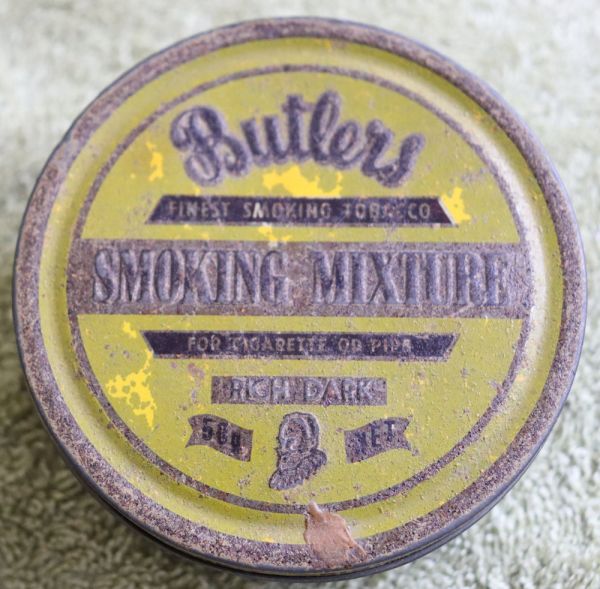 Butlers
FINEST SMOKING TOBACCO
SMOKING MIXTURE
FOR CIGARETTE OR PIPE
RICH DARK
50g NET